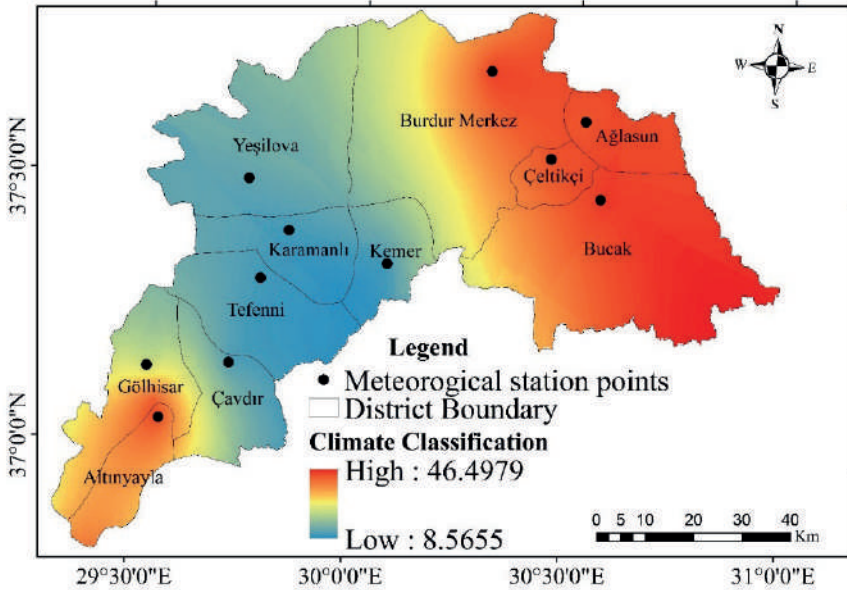 N
W E
S
Burdur Merkez
Ağlasun
Yeşilova
Çeltikçi
Karamanlı
Kemer
Bucak
Tefenni
Gölhisar
Çavdır
Altınyayla
Legend
Meteorogical station points
District Boundary
Climate Classification
High : 46.4979
Low : 8.5655
0 5 10 20 30 40
Km
37°30'0"N
37°0'0"N
29°30'0"E 30°0'0"E 30°30'0"E 31°0'0"E